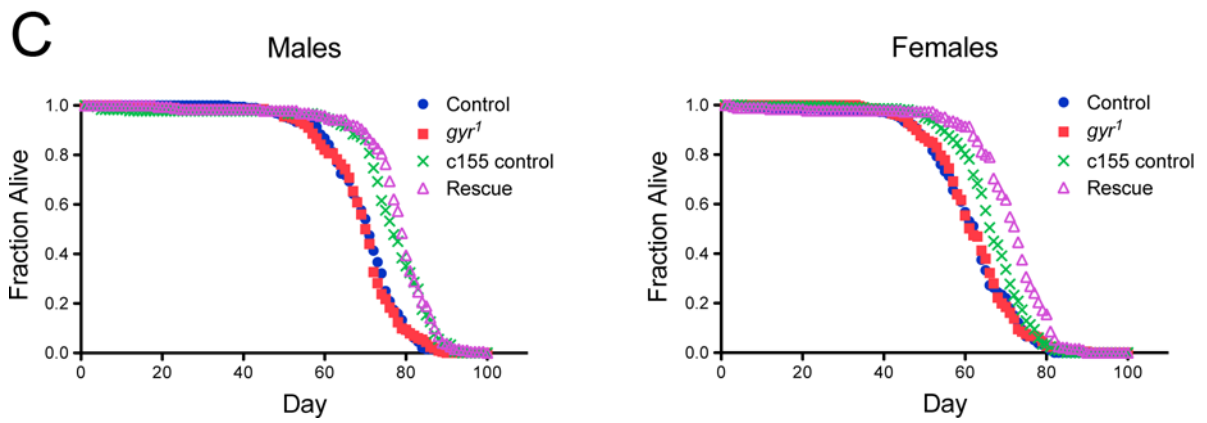 C
Males
Fraction Alive
1.0
0.8
0.6
0.4
0.2
0.0
0 20 40 60 80 100
Day
Control
gyr¹
c155 control
Rescue
Females
Fraction Alive
1.0
0.8
0.6
0.4
0.2
0.0
0 20 40 60 80 100
Day
Control
gyr¹
c155 control
Rescue